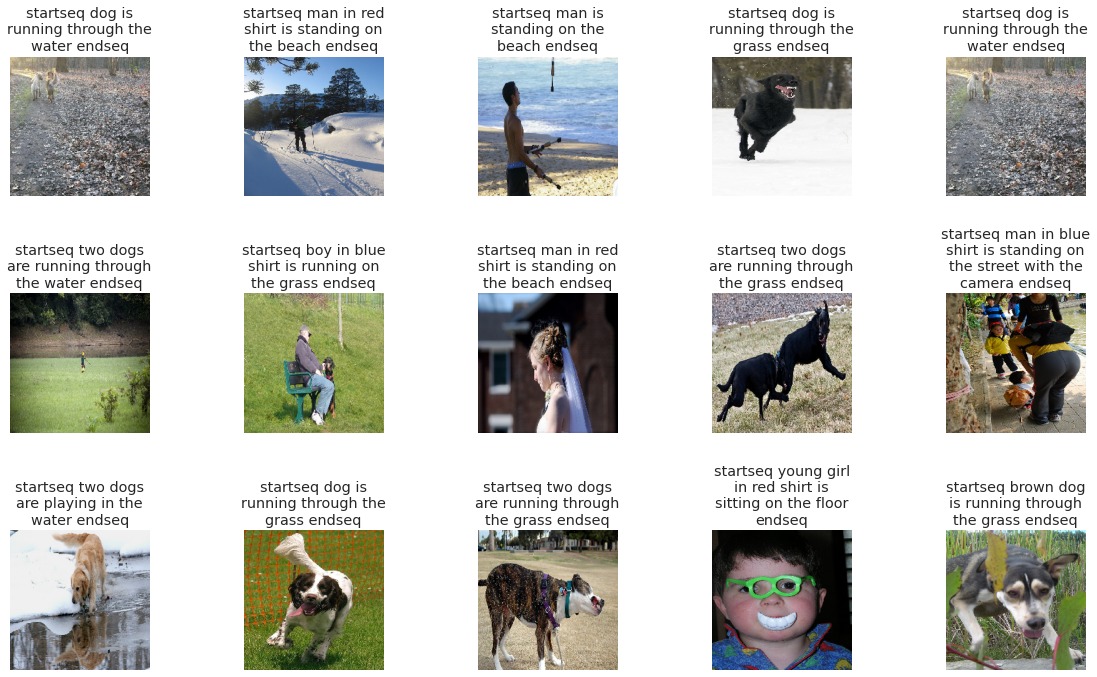 startseq dog is
running through the
water endseq
startseq man in red
shirt is standing on
the beach endseq
startseq man is
standing on the
beach endseq
startseq dog is
running through the
grass endseq
startseq dog is
running through the
water endseq
startseq two dogs
are running through
the water endseq
startseq boy in blue
shirt is running on
the grass endseq
startseq man in red
shirt is standing on
the beach endseq
startseq two dogs
are running through
the grass endseq
startseq man in blue
shirt is standing on
the street with the
camera endseq
startseq two dogs
are playing in the
water endseq
startseq dog is
running through the
grass endseq
startseq two dogs
are running through
the grass endseq
startseq young girl
in red shirt is
sitting on the floor
endseq
startseq brown dog
is running through
the grass endseq